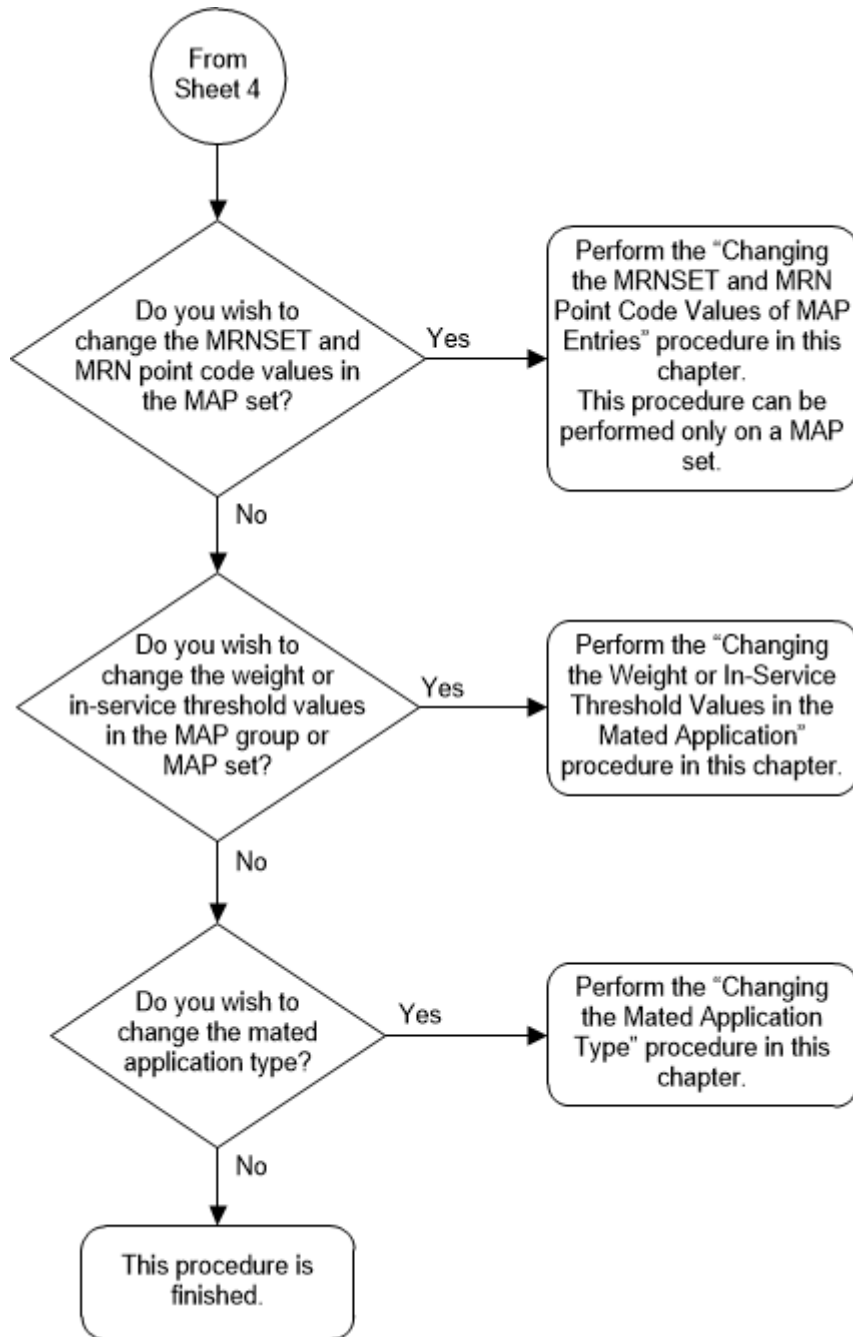 From
Sheet 4
Do you wish to
change the MRNSET and
MRN point code values in
the MAP set?
Yes
Perform the “Changing
the MRNSET and MRN
Point Code Values of MAP
Entries” procedure in this
chapter.
This procedure can be
performed only on a MAP
set.
No
Do you wish to
change the weight or
in-service threshold values
in the MAP group or
MAP set?
Yes
Perform the “Changing
the Weight or In-Service
Threshold Values in the
Mated Application”
procedure in this chapter.
No
Do you wish to
change the mated
application type?
Yes
Perform the “Changing
the Mated Application
Type” procedure in this
chapter.
No
This procedure is
finished.